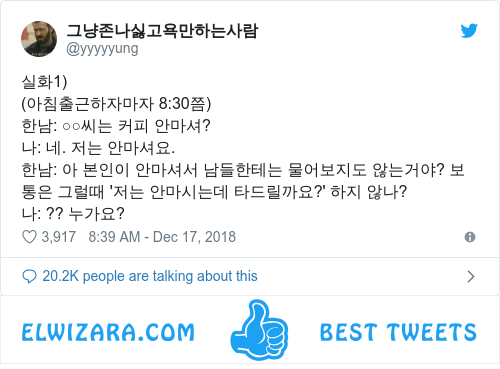 그냥존나싫고욕만하는사람
@yyyyyung
실화1)
(아침출근하자마자 8:30쯤)
한남: ○○씨는 커피 안마셔?
나: 네. 저는 안마셔요.
한남: 아 본인이 안마셔서 남들한테는 물어보지도 않는거야? 보
통은 그럴때 '저는 안마시는데 타드릴까요?' 하지 않나?
나: ?? 누가요?
3,917 8:39 AM - Dec 17, 2018
20.2K people are talking about this
ELWIZARA.COM BEST TWEETS